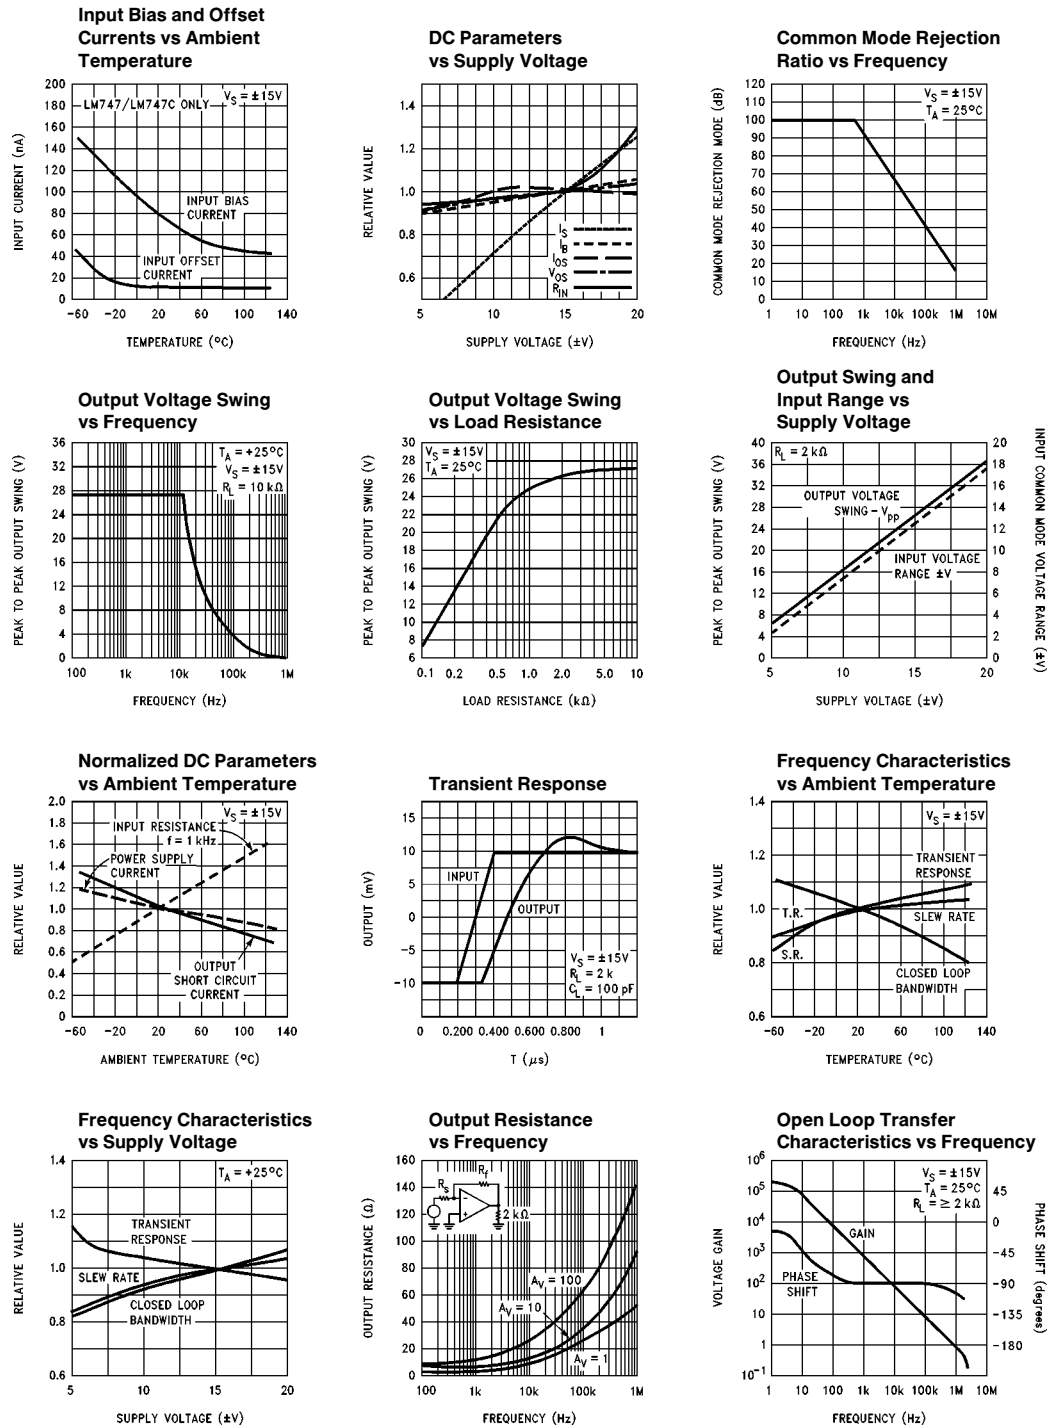 Input Bias and Offset
Currents vs Ambient
Temperature
200
180
160
140
120
100
80
60
40
20
0
INPUT CURRENT (nA)
LM747/LM747C ONLY
VS = ±15V
INPUT BIAS
CURRENT
INPUT OFFSET
CURRENT
-60 -20 20 60 100 140
TEMPERATURE (°C)
DC Parameters
vs Supply Voltage
1.4
1.2
1.0
0.8
0.6
RELATIVE VALUE
IS
IB
IOS
VOS
RIN
5 10 15 20
SUPPLY VOLTAGE (±V)
Common Mode Rejection
Ratio vs Frequency
120
110
100
90
80
70
60
50
40
30
20
10
0
COMMON MODE REJECTION MODE (dB)
VS = ±15V
TA = 25°C
1 10 100 1k 10k 100k 1M 10M
FREQUENCY (Hz)
Output Voltage Swing
vs Frequency
36
32
28
24
20
16
12
8
4
0
PEAK TO PEAK OUTPUT SWING (V)
TA = +25°C
VS = ±15V
RL = 10 kΩ
100 1k 10k 100k 1M
FREQUENCY (Hz)
Output Voltage Swing
vs Load Resistance
30
28
26
24
22
20
18
16
14
12
10
8
6
PEAK TO PEAK OUTPUT SWING (V)
VS = ±15V
TA = 25°C
0.1 0.2 0.5 1.0 2.0 5.0 10
LOAD RESISTANCE (kΩ)
Output Swing and
Input Range vs
Supply Voltage
40
36
32
28
24
20
16
12
8
4
0
PEAK TO PEAK OUTPUT SWING (V)
RL = 2 kΩ
OUTPUT VOLTAGE
SWING – VPP
INPUT VOLTAGE
RANGE ±V
20
18
16
14
12
10
8
6
4
2
0
INPUT COMMON MODE VOLTAGE RANGE (±V)
5 10 15 20
SUPPLY VOLTAGE (±V)
Normalized DC Parameters
vs Ambient Temperature
2.0
1.8
1.6
1.4
1.2
1.0
0.8
0.6
0.4
0.2
0
RELATIVE VALUE
VS = ±15V
INPUT RESISTANCE
f = 1 kHz
POWER SUPPLY
CURRENT
OUTPUT
SHORT CIRCUIT
CURRENT
-60 -20 20 60 100 140
AMBIENT TEMPERATURE (°C)
Transient Response
15
10
5
0
-5
-10
OUTPUT (mV)
INPUT
OUTPUT
VS = ±15V
RL = 2 k
CL = 100 pF
0 0.200 0.400 0.600 0.800 1
T (μs)
Frequency Characteristics
vs Ambient Temperature
1.4
1.2
1.0
0.8
0.6
RELATIVE VALUE
VS = ±15V
TRANSIENT
RESPONSE
T.R.
SLEW RATE
S.R.
CLOSED LOOP
BANDWIDTH
-60 -20 20 60 100 140
TEMPERATURE (°C)
Frequency Characteristics
vs Supply Voltage
1.4
1.2
1.0
0.8
0.6
RELATIVE VALUE
TA = +25°C
TRANSIENT
RESPONSE
SLEW RATE
CLOSED LOOP
BANDWIDTH
5 10 15 20
SUPPLY VOLTAGE (±V)
Output Resistance
vs Frequency
160
140
120
100
80
60
40
20
0
OUTPUT RESISTANCE (Ω)
Rf
RS
2 kΩ
AV = 100
AV = 10
AV = 1
100 1k 10k 100k 1M
FREQUENCY (Hz)
Open Loop Transfer
Characteristics vs Frequency
10^6
10^5
10^4
10^3
10^2
10
1
10^-1
VOLTAGE GAIN
VS = ±15V
TA = 25°C
RL = ≥ 2 kΩ
GAIN
PHASE
SHIFT
45
0
-45
-90
-135
-180
PHASE SHIFT (degrees)
1 10 100 1k 10k 100k 1M 10M
FREQUENCY (Hz)